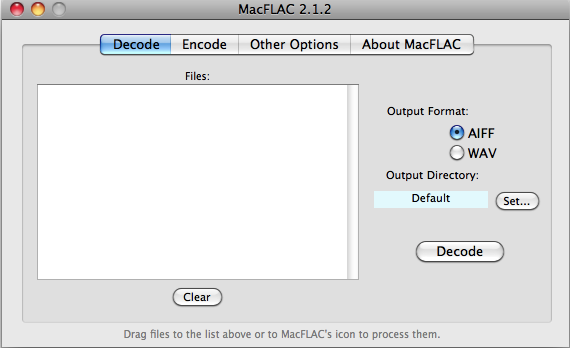 MacFLAC 2.1.2
Decode Encode Other Options About MacFLAC
Files:
Output Format:
AIFF
WAV
Output Directory:
Default Set...
Decode
Clear
Drag files to the list above or to MacFLAC's icon to process them.